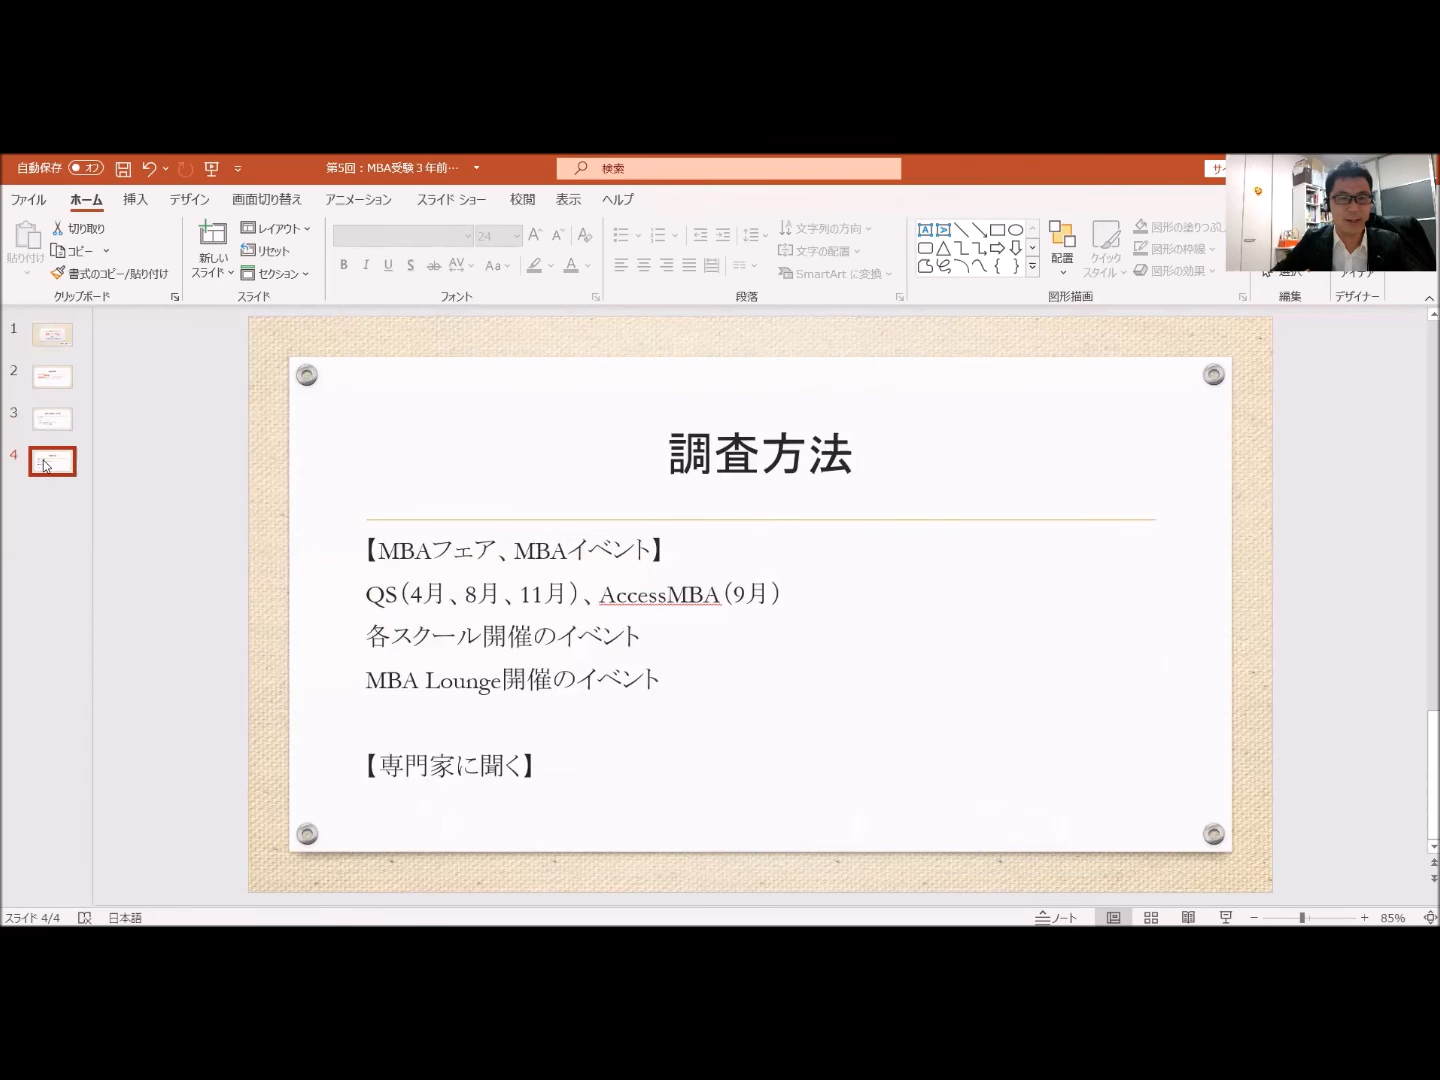 自動保存 オフ
第5回：MBA受験３年前…
検索
ファイル ホーム 挿入 デザイン 画面切り替え アニメーション スライド ショー 校閲 表示 ヘルプ
貼り付け
切り取り
コピー
書式のコピー/貼り付け
クリップボード
新しい
スライド
レイアウト
リセット
セクション
スライド
24
B I U S ab AV Aa A
フォント
文字列の方向
文字の配置
SmartArt に変換
段落
配置
クイック
スタイル
図形の塗りつぶし
図形の枠線
図形の効果
図形描画
編集
デザイナー
1
2
3
4
調査方法
【MBAフェア、MBAイベント】
QS（4月、8月、11月）、AccessMBA（9月）
各スクール開催のイベント
MBA Lounge開催のイベント
【専門家に聞く】
スライド 4/4
日本語
ノート
85%